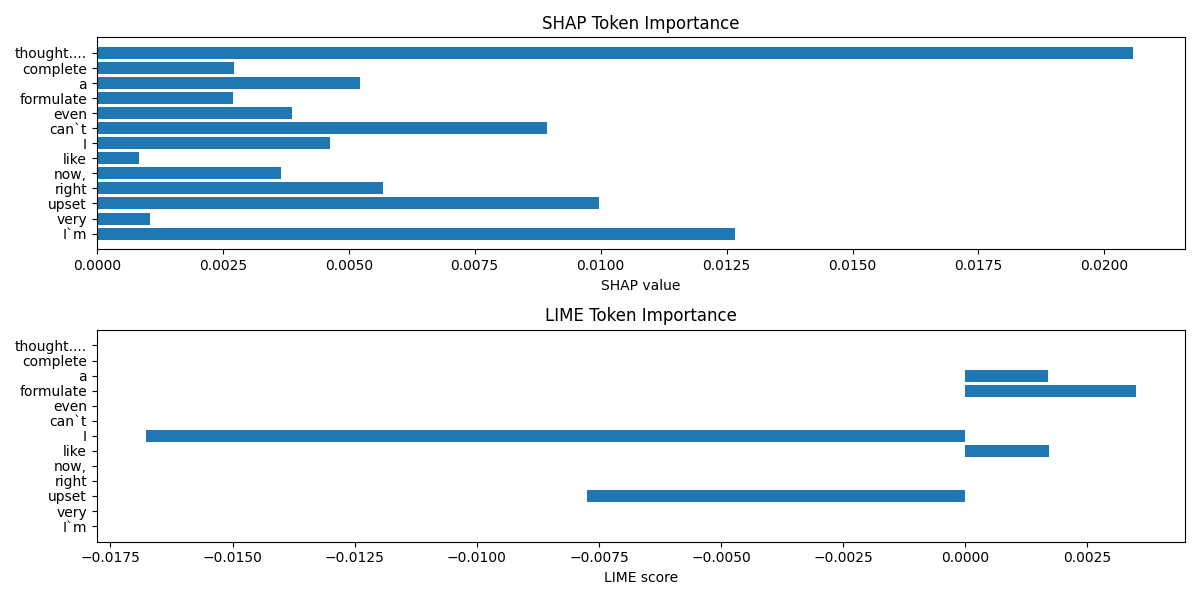 SHAP Token Importance
thought....
complete
a
formulate
even
can`t
I
like
now,
right
upset
very
I`m
0.0000 0.0025 0.0050 0.0075 0.0100 0.0125 0.0150 0.0175 0.0200
SHAP value
LIME Token Importance
thought....
complete
a
formulate
even
can`t
I
like
now,
right
upset
very
I`m
−0.0175 −0.0150 −0.0125 −0.0100 −0.0075 −0.0050 −0.0025 0.0000 0.0025
LIME score